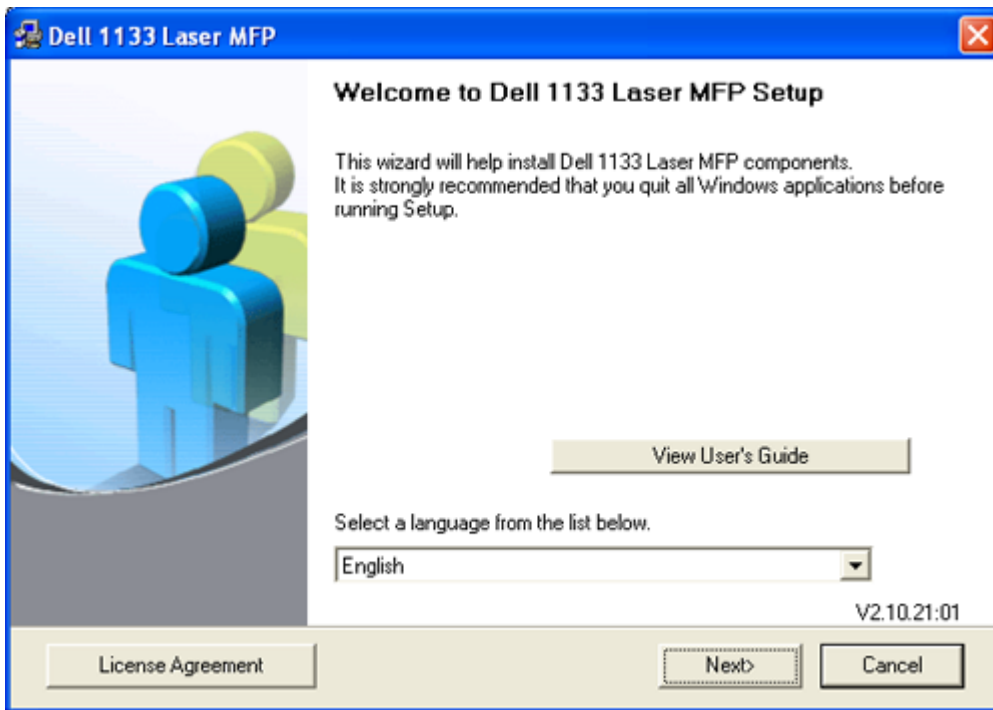 Dell 1133 Laser MFP
Welcome to Dell 1133 Laser MFP Setup
This wizard will help install Dell 1133 Laser MFP components.
It is strongly recommended that you quit all Windows applications before
running Setup.
View User's Guide
Select a language from the list below.
English
V2.10.21:01
License Agreement
Next>
Cancel